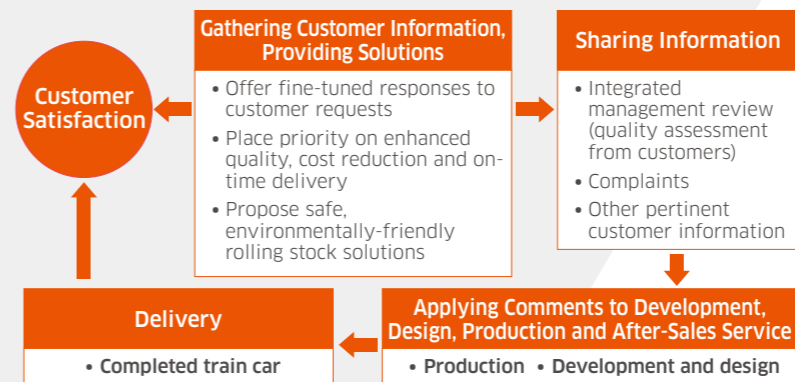 Customer
Satisfaction
Gathering Customer Information,
Providing Solutions
• Offer fine-tuned responses to
customer requests
• Place priority on enhanced
quality, cost reduction and on-
time delivery
• Propose safe,
environmentally-friendly
rolling stock solutions
Sharing Information
• Integrated
management review
(quality assessment
from customers)
• Complaints
• Other pertinent
customer information
Delivery
• Completed train car
Applying Comments to Development,
Design, Production and After-Sales Service
• Production • Development and design